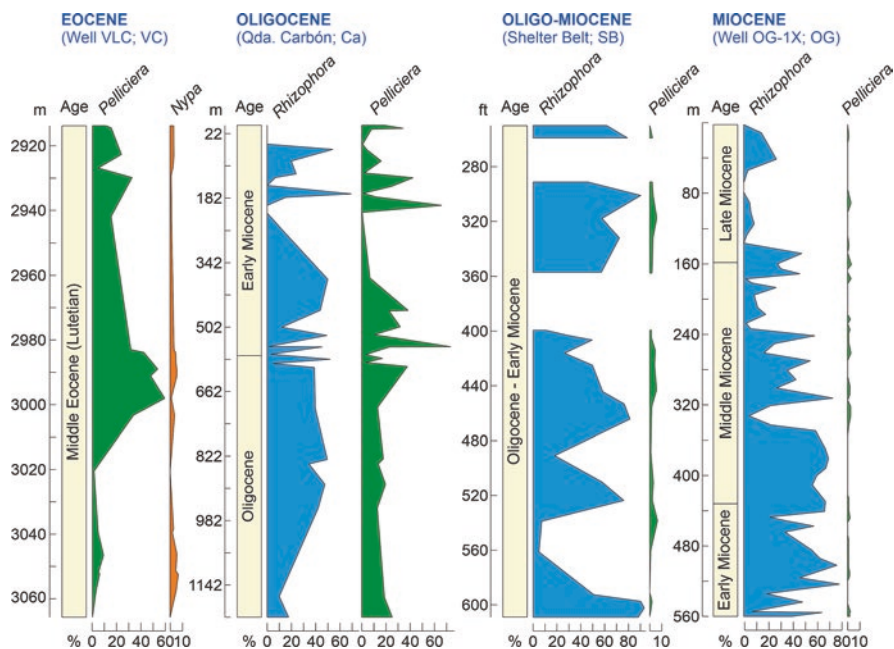 EOCENE
(Well VLC; VC)
OLIGOCENE
(Qda. Carbón; Ca)
OLIGO-MIOCENE
(Shelter Belt; SB)
MIOCENE
(Well OG-1X; OG)
m
Age
Pelliciera
Nypa
2920
2940
2960
2980
3000
3020
3040
3060
Middle Eocene (Lutetian)
% 0 20 40 60 10
m
Age
Rhizophora
Pelliciera
22
182
342
502
662
822
982
1142
Early Miocene
Oligocene
% 0 20 40 60 0 20 40 60
ft
Age
Rhizophora
Pelliciera
280
320
360
400
440
480
520
560
600
Oligocene - Early Miocene
% 0 20 40 60 80 10
m
Age
Rhizophora
Pelliciera
80
160
240
320
400
480
560
Late Miocene
Middle Miocene
Early Miocene
% 0 20 40 60 80 10